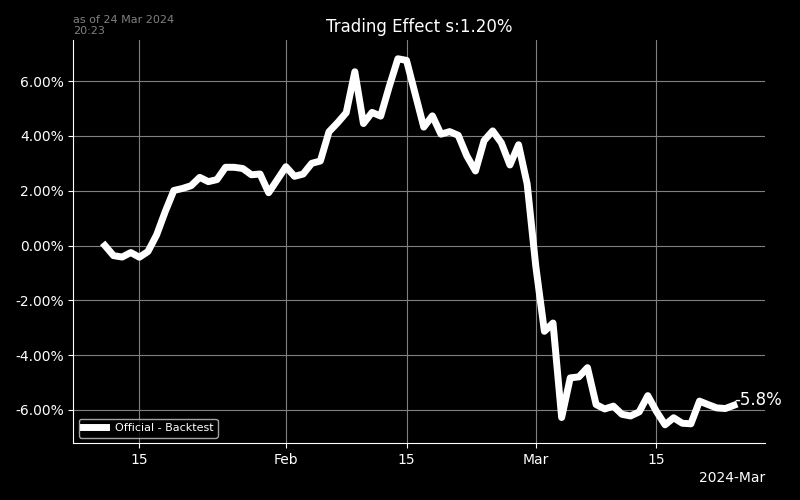 as of 24 Mar 2024
20:23
Trading Effect s:1.20%
6.00%
4.00%
2.00%
0.00%
-2.00%
-4.00%
-6.00%
-5.8%
Official - Backtest
15
Feb
15
Mar
15
2024-Mar